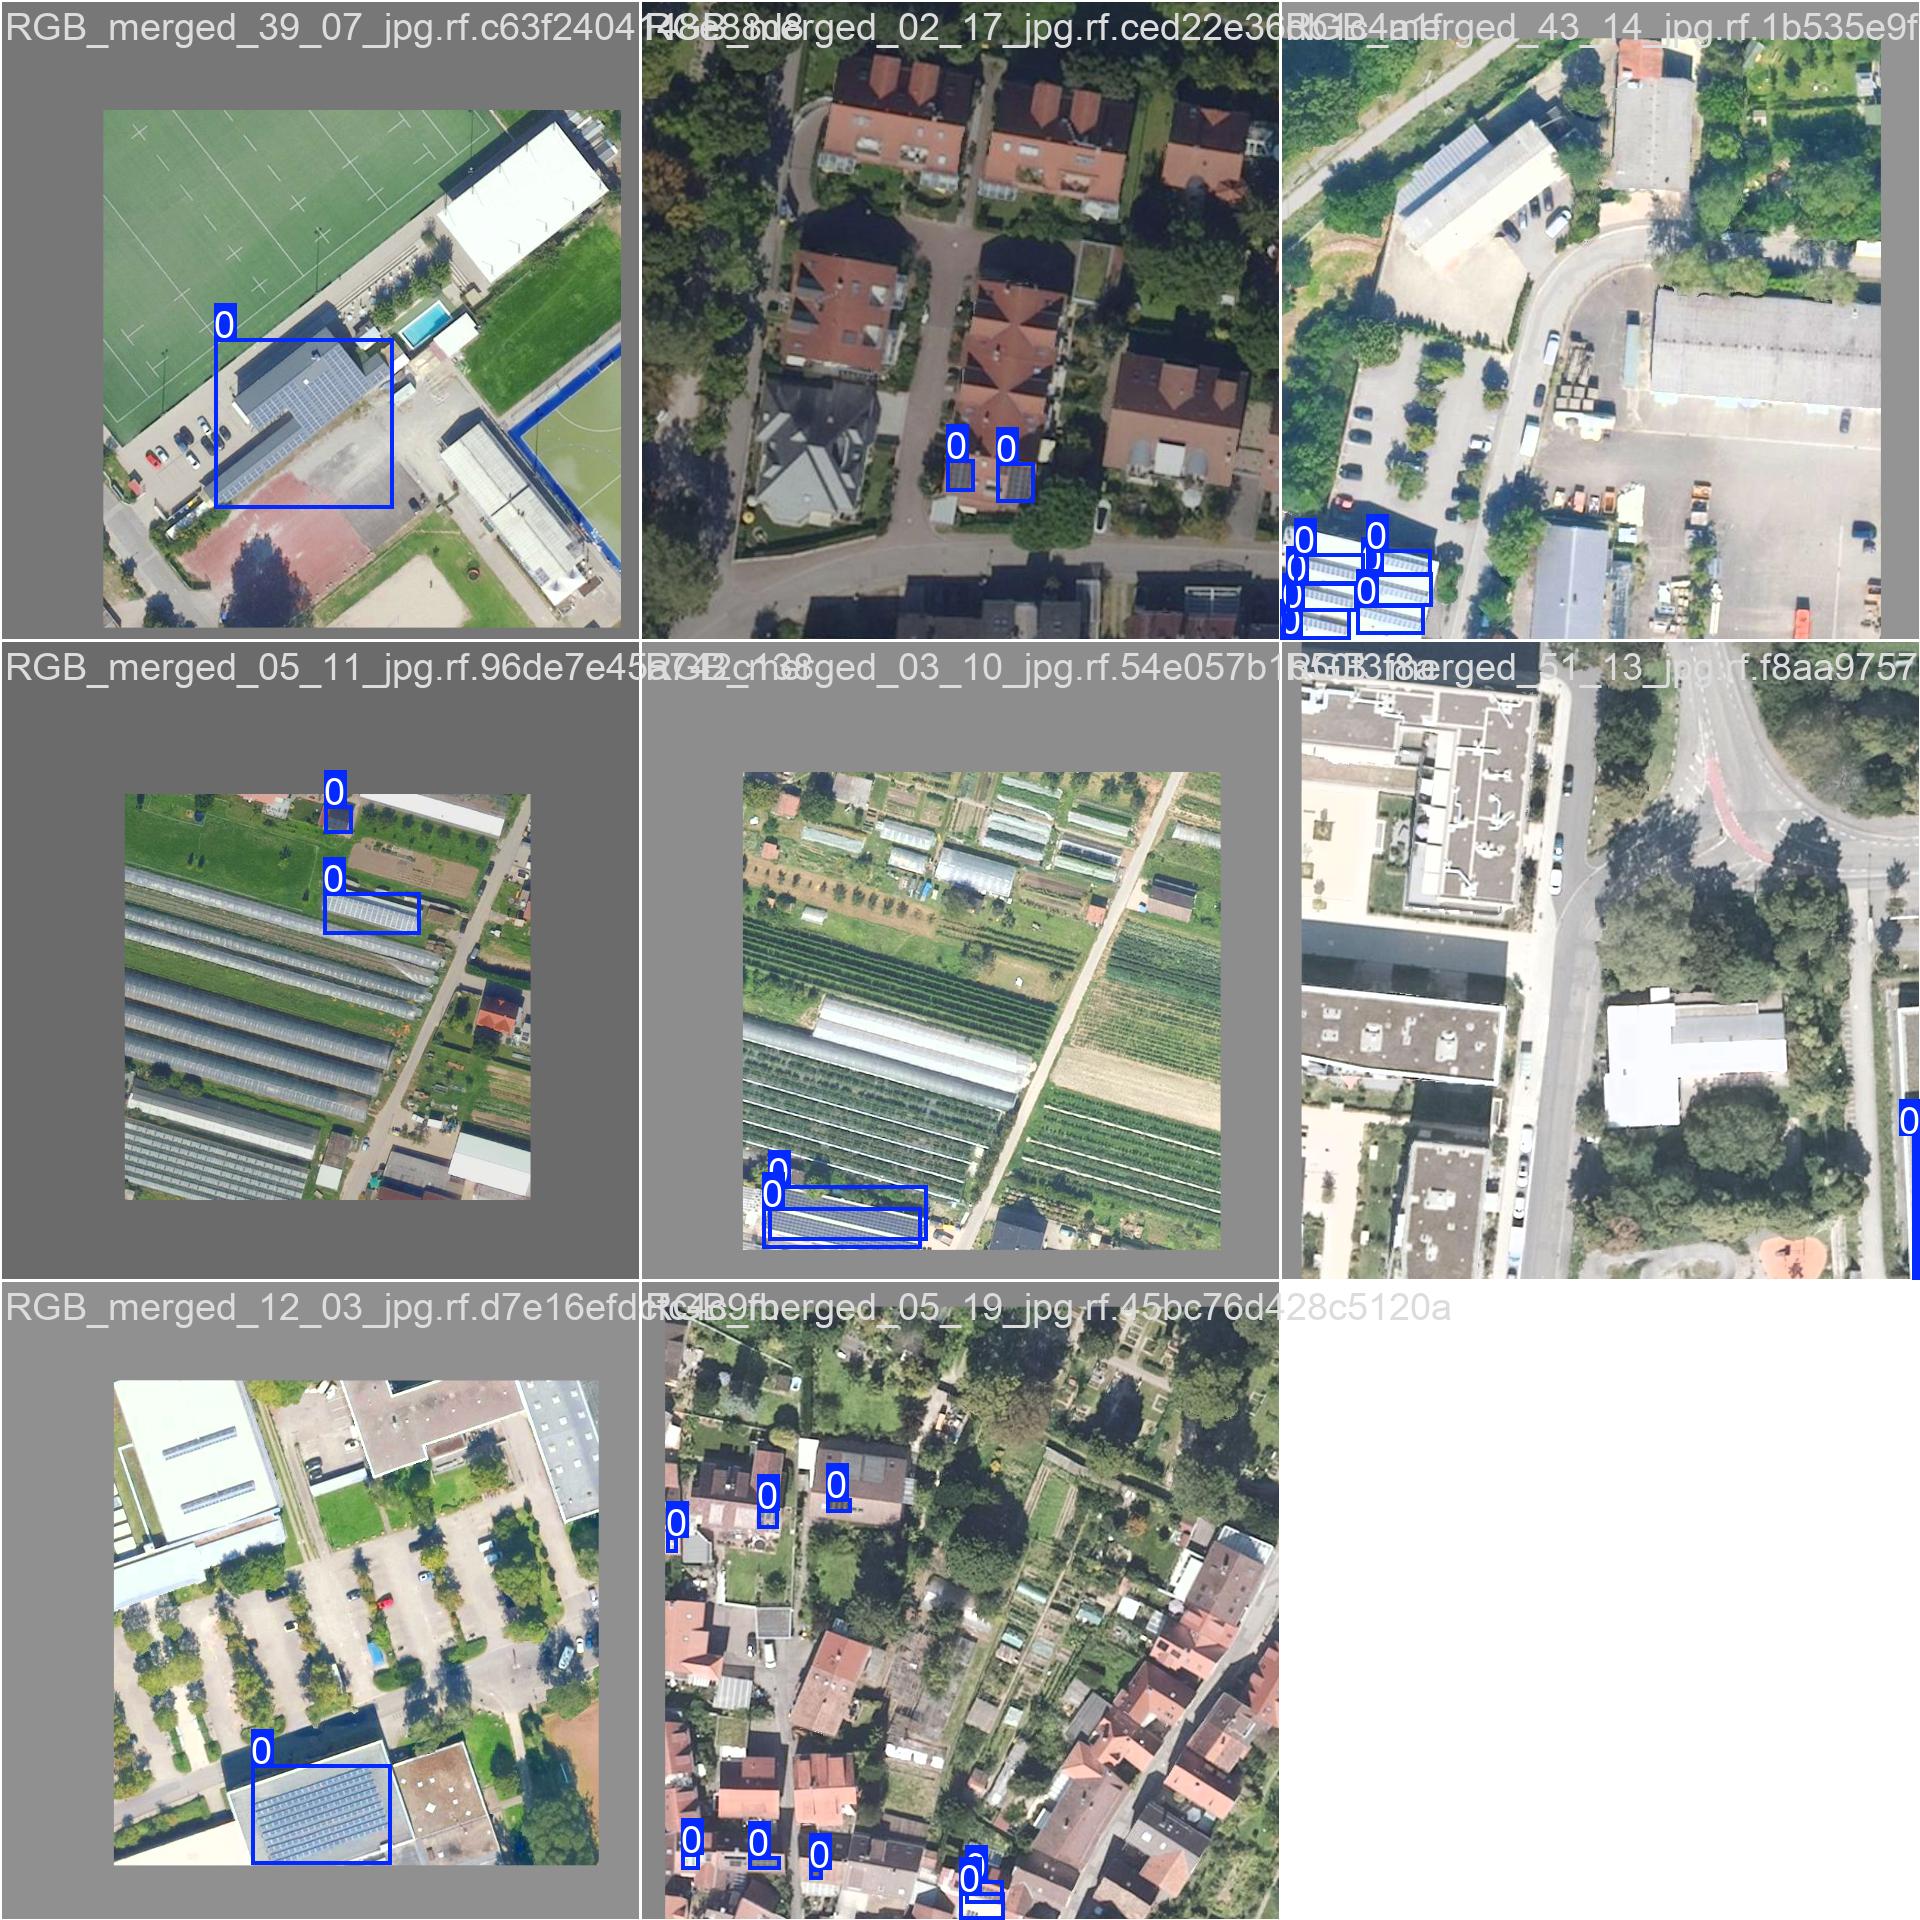 RGB_merged_39_07_jpg.rf.c63f2404
RGB_merged_02_17_jpg.rf.ced22e36
RGB_merged_43_14_jpg.rf.1b535e9f
0
0
0
0
0
0
0
0
0
0
RGB_merged_05_11_jpg.rf.96de7e45
RGB_merged_03_10_jpg.rf.54e057b1
RGB_merged_51_13_jpg.rf.f8aa9757
0
0
0
0
0
RGB_merged_12_03_jpg.rf.d7e16efd
RGB_merged_05_19_jpg.rf.45bc76d428c5120a
0
0
0
0
0
0
0
0